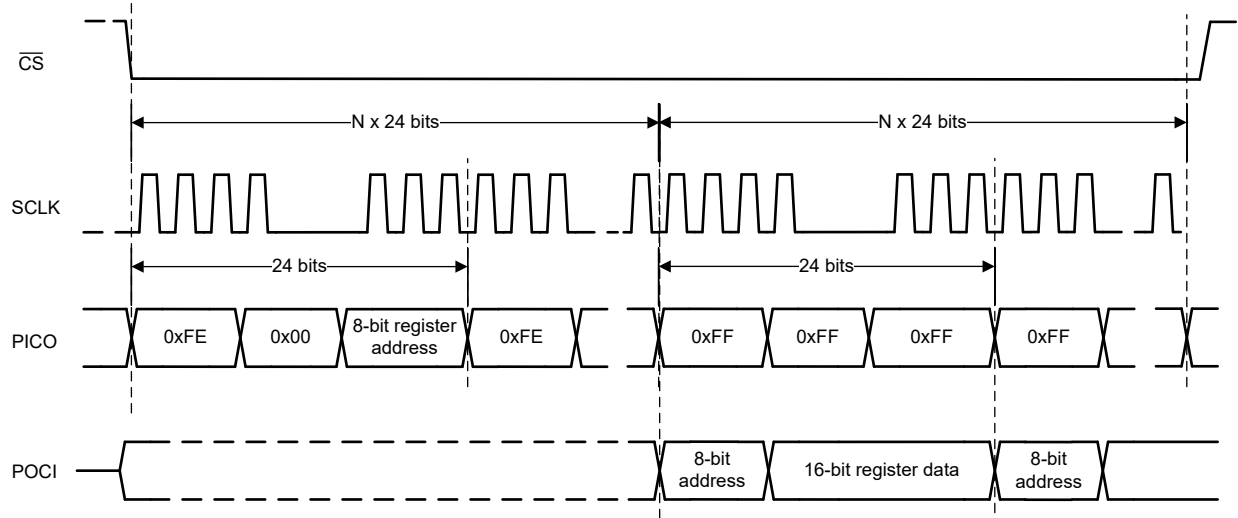 CS
N x 24 bits
N x 24 bits
SCLK
24 bits
24 bits
PICO
0xFE
0x00
8-bit register
address
0xFE
0xFF
0xFF
0xFF
0xFF
POCI
8-bit
address
16-bit register data
8-bit
address